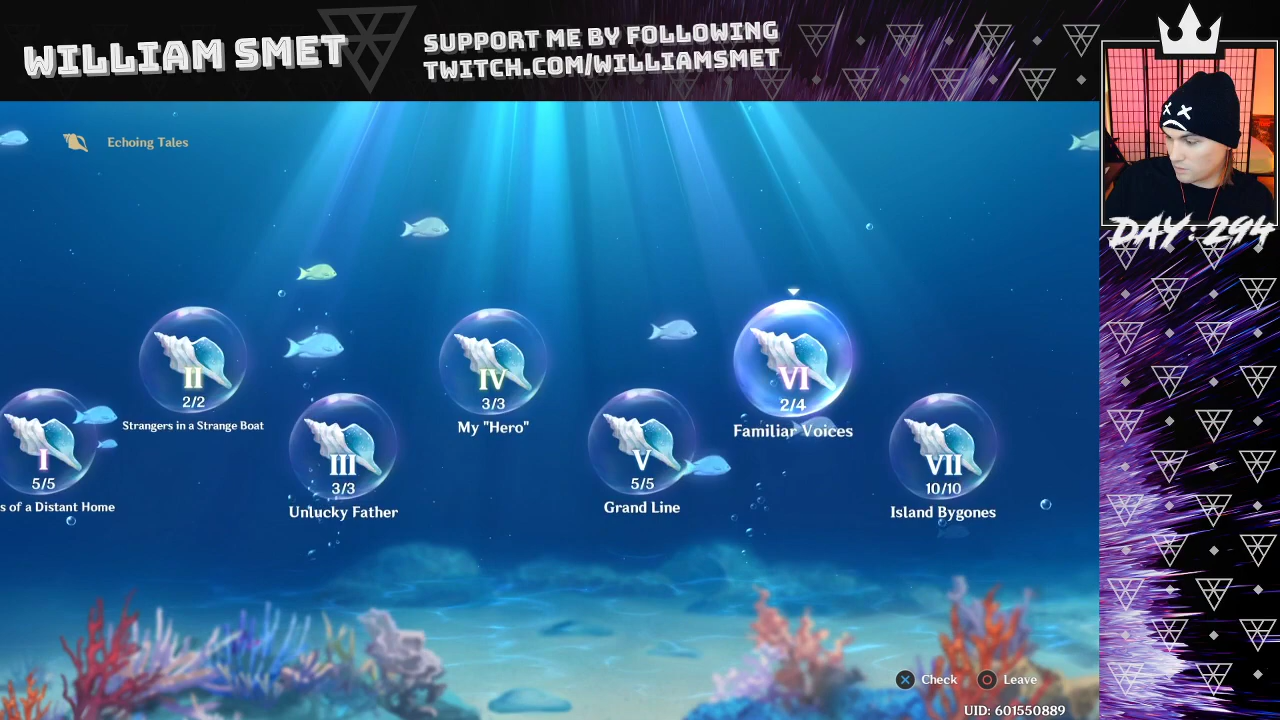 WILLIAM SMET
SUPPORT ME BY FOLLOWING
TWITCH.COM/WILLIAMSMET
DAY: 294
Echoing Tales
I
5/5
s of a Distant Home
II
2/2
Strangers in a Strange Boat
III
3/3
Unlucky Father
IV
3/3
My "Hero"
V
5/5
Grand Line
VI
2/4
Familiar Voices
VII
10/10
Island Bygones
Check
Leave
UID: 601550889